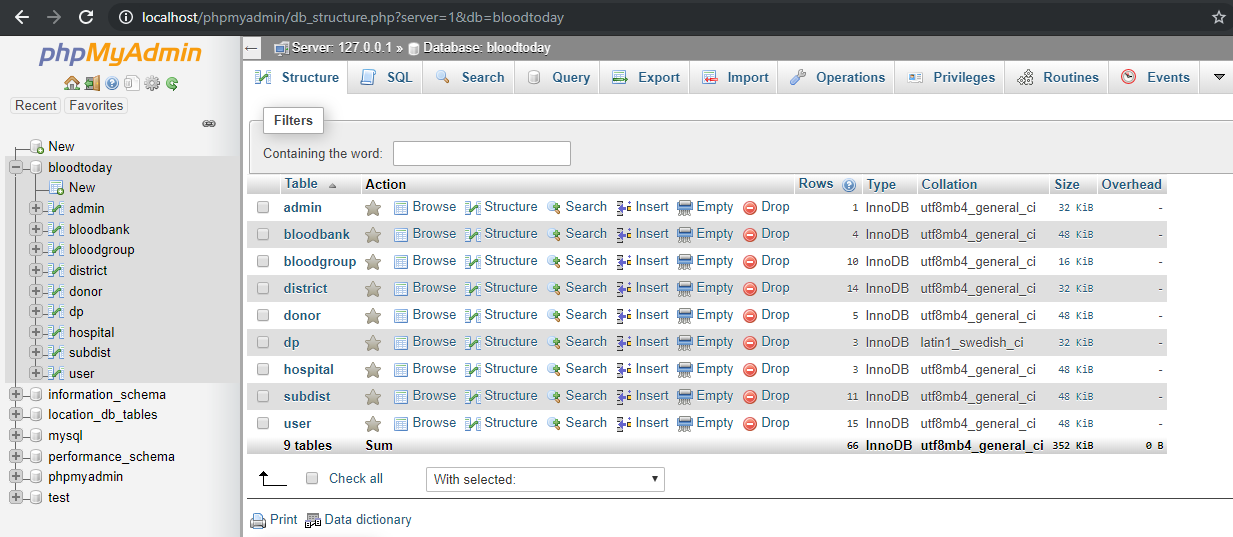 localhost/phpmyadmin/db_structure.php?server=1&db=bloodtoday
phpMyAdmin
Recent Favorites
New
bloodtoday
New
admin
bloodbank
bloodgroup
district
donor
dp
hospital
subdist
user
information_schema
location_db_tables
mysql
performance_schema
phpmyadmin
test
Server: 127.0.0.1 » Database: bloodtoday
Structure SQL Search Query Export Import Operations Privileges Routines Events
Filters
Containing the word:
Table Action Rows Type Collation Size Overhead
admin Browse Structure Search Insert Empty Drop 1 InnoDB utf8mb4_general_ci 32 KiB -
bloodbank Browse Structure Search Insert Empty Drop 4 InnoDB utf8mb4_general_ci 48 KiB -
bloodgroup Browse Structure Search Insert Empty Drop 10 InnoDB utf8mb4_general_ci 16 KiB -
district Browse Structure Search Insert Empty Drop 14 InnoDB utf8mb4_general_ci 32 KiB -
donor Browse Structure Search Insert Empty Drop 5 InnoDB utf8mb4_general_ci 48 KiB -
dp Browse Structure Search Insert Empty Drop 3 InnoDB latin1_swedish_ci 32 KiB -
hospital Browse Structure Search Insert Empty Drop 3 InnoDB utf8mb4_general_ci 48 KiB -
subdist Browse Structure Search Insert Empty Drop 11 InnoDB utf8mb4_general_ci 48 KiB -
user Browse Structure Search Insert Empty Drop 15 InnoDB utf8mb4_general_ci 48 KiB -
9 tables Sum 66 InnoDB utf8mb4_general_ci 352 KiB 0 B
Check all With selected:
Print Data dictionary